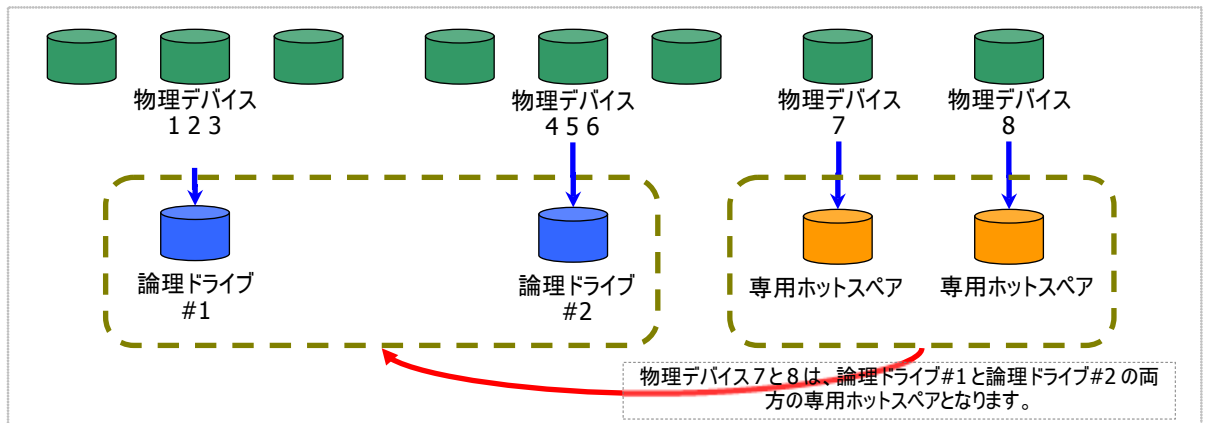 物理デバイス
1 2 3
物理デバイス
4 5 6
物理デバイス
7
物理デバイス
8
論理ドライブ
#1
論理ドライブ
#2
専用ホットスペア
専用ホットスペア
物理デバイス7と8は、論理ドライブ#1と論理ドライブ#2の両
方の専用ホットスペアとなります。